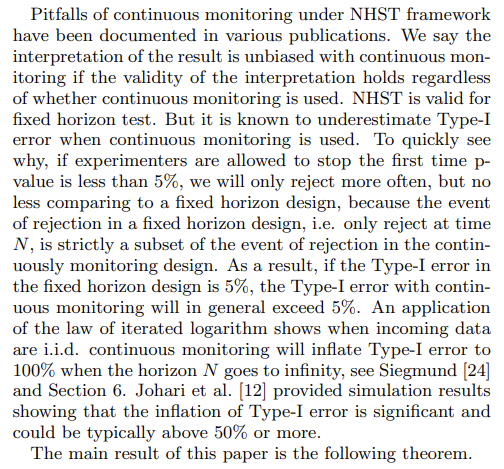 Pitfalls of continuous monitoring under NHST framework
have been documented in various publications. We say the
interpretation of the result is unbiased with continuous mon-
itoring if the validity of the interpretation holds regardless
of whether continuous monitoring is used. NHST is valid for
fixed horizon test. But it is known to underestimate Type-I
error when continuous monitoring is used. To quickly see
why, if experimenters are allowed to stop the first time p-
value is less than 5%, we will only reject more often, but no
less comparing to a fixed horizon design, because the event
of rejection in a fixed horizon design, i.e. only reject at time
N, is strictly a subset of the event of rejection in the contin-
uously monitoring design. As a result, if the Type-I error in
the fixed horizon design is 5%, the Type-I error with contin-
uous monitoring will in general exceed 5%. An application
of the law of iterated logarithm shows when incoming data
are i.i.d. continuous monitoring will inflate Type-I error to
100% when the horizon N goes to infinity, see Siegmund [24]
and Section 6. Johari et al. [12] provided simulation results
showing that the inflation of Type-I error is significant and
could be typically above 50% or more.
The main result of this paper is the following theorem.